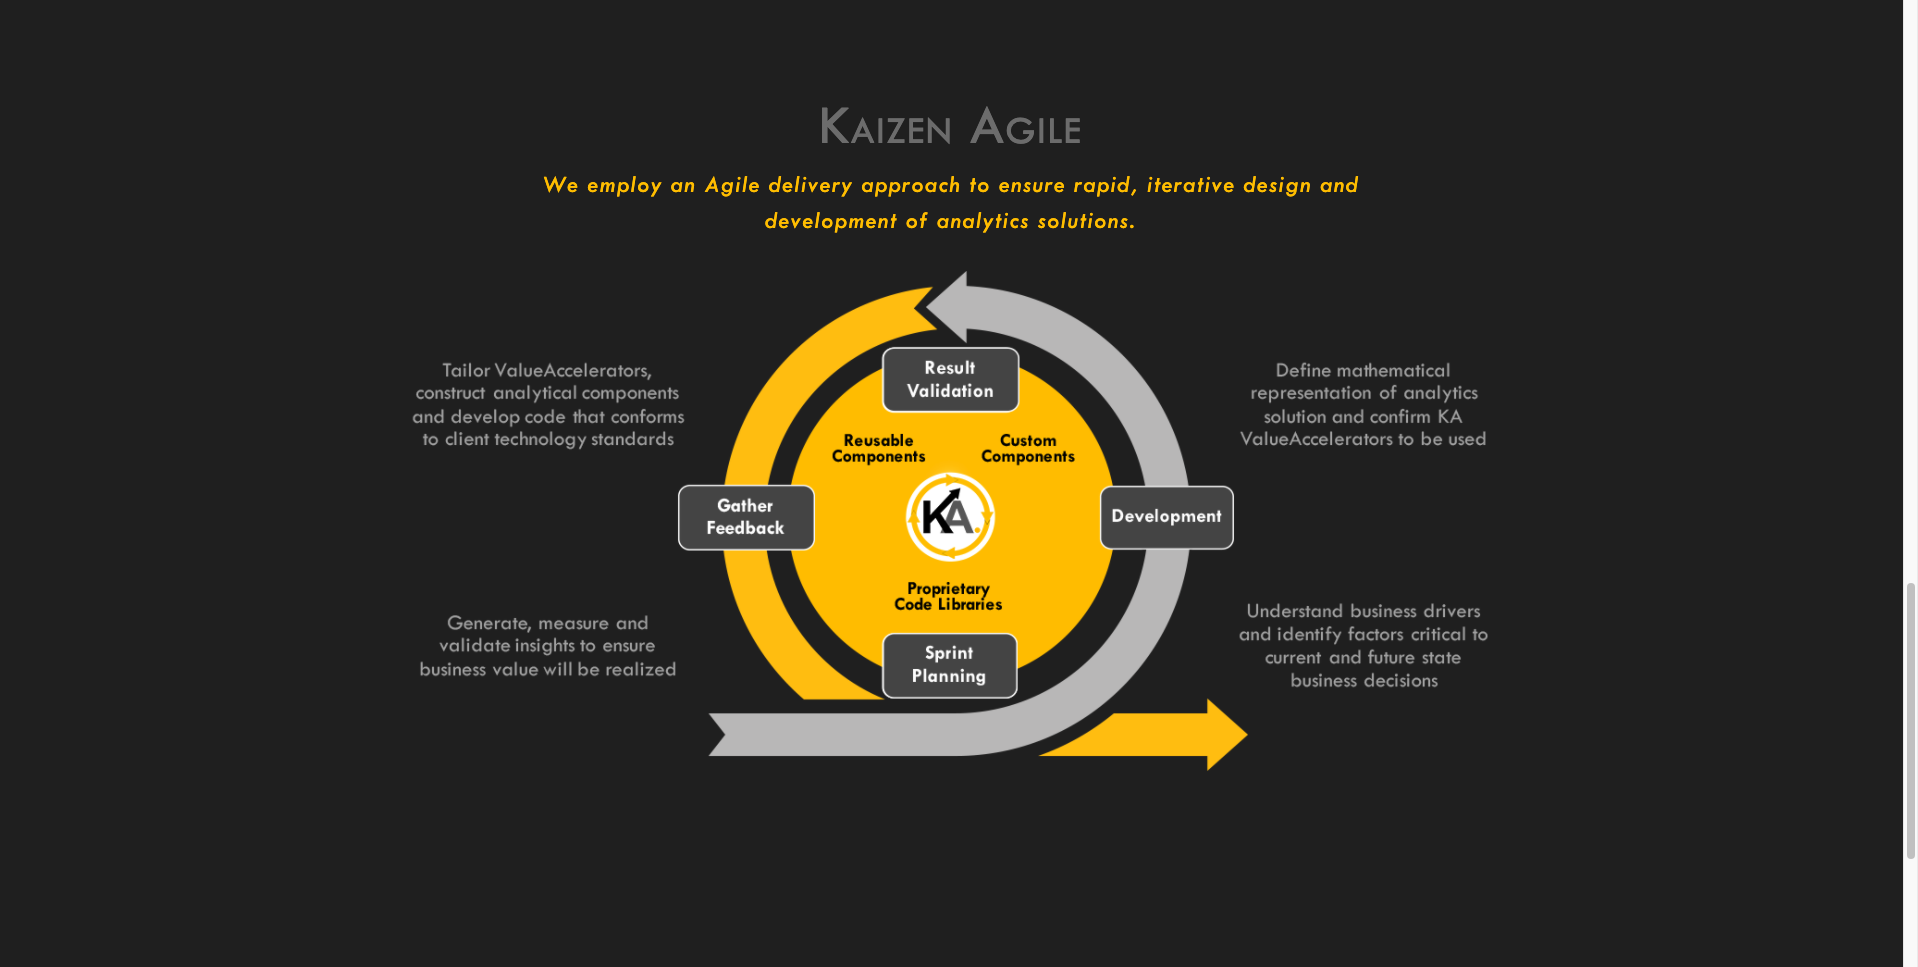 Kaizen Agile
We employ an Agile delivery approach to ensure rapid, iterative design and
development of analytics solutions.
Tailor ValueAccelerators,
construct analytical components
and develop code that conforms
to client technology standards
Define mathematical
representation of analytics
solution and confirm KA
ValueAccelerators to be used
Result
Validation
Reusable
Components
Custom
Components
Gather
Feedback
KA.
Development
Proprietary
Code Libraries
Generate, measure and
validate insights to ensure
business value will be realized
Understand business drivers
and identify factors critical to
current and future state
business decisions
Sprint
Planning